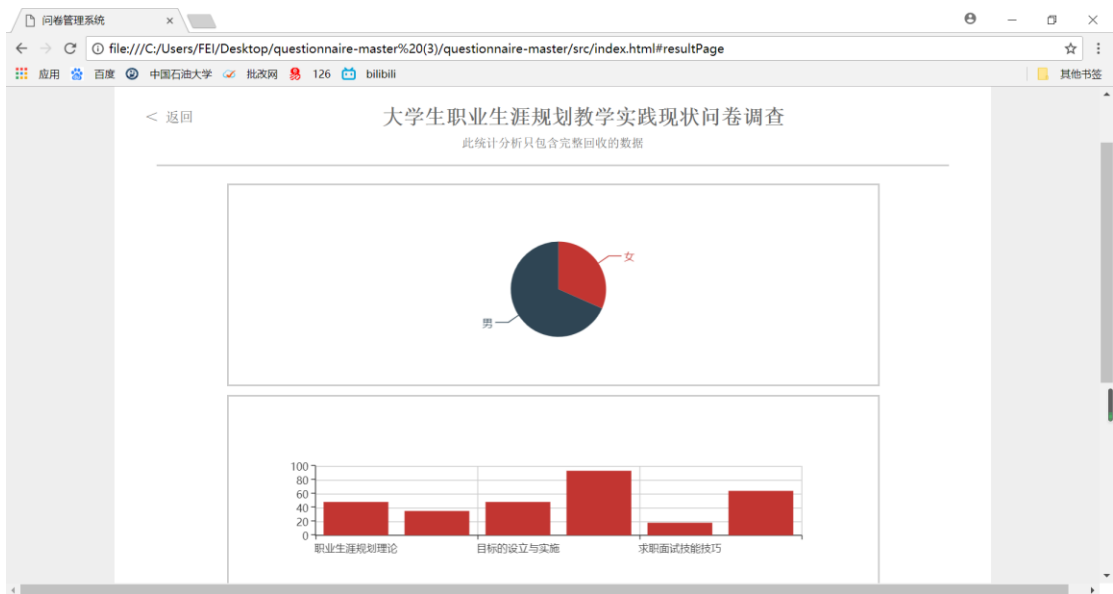 问卷管理系统
file:///C:/Users/FEI/Desktop/questionnaire-master%20(3)/questionnaire-master/src/index.html#resultPage
应用 百度 中国石油大学 批改网 126 bilibili 其他书签
< 返回
大学生职业生涯规划教学实践现状问卷调查
此统计分析只包含完整回收的数据
女
男
100
80
60
40
20
0
职业生涯规划理论 目标的设立与实施 求职面试技能技巧